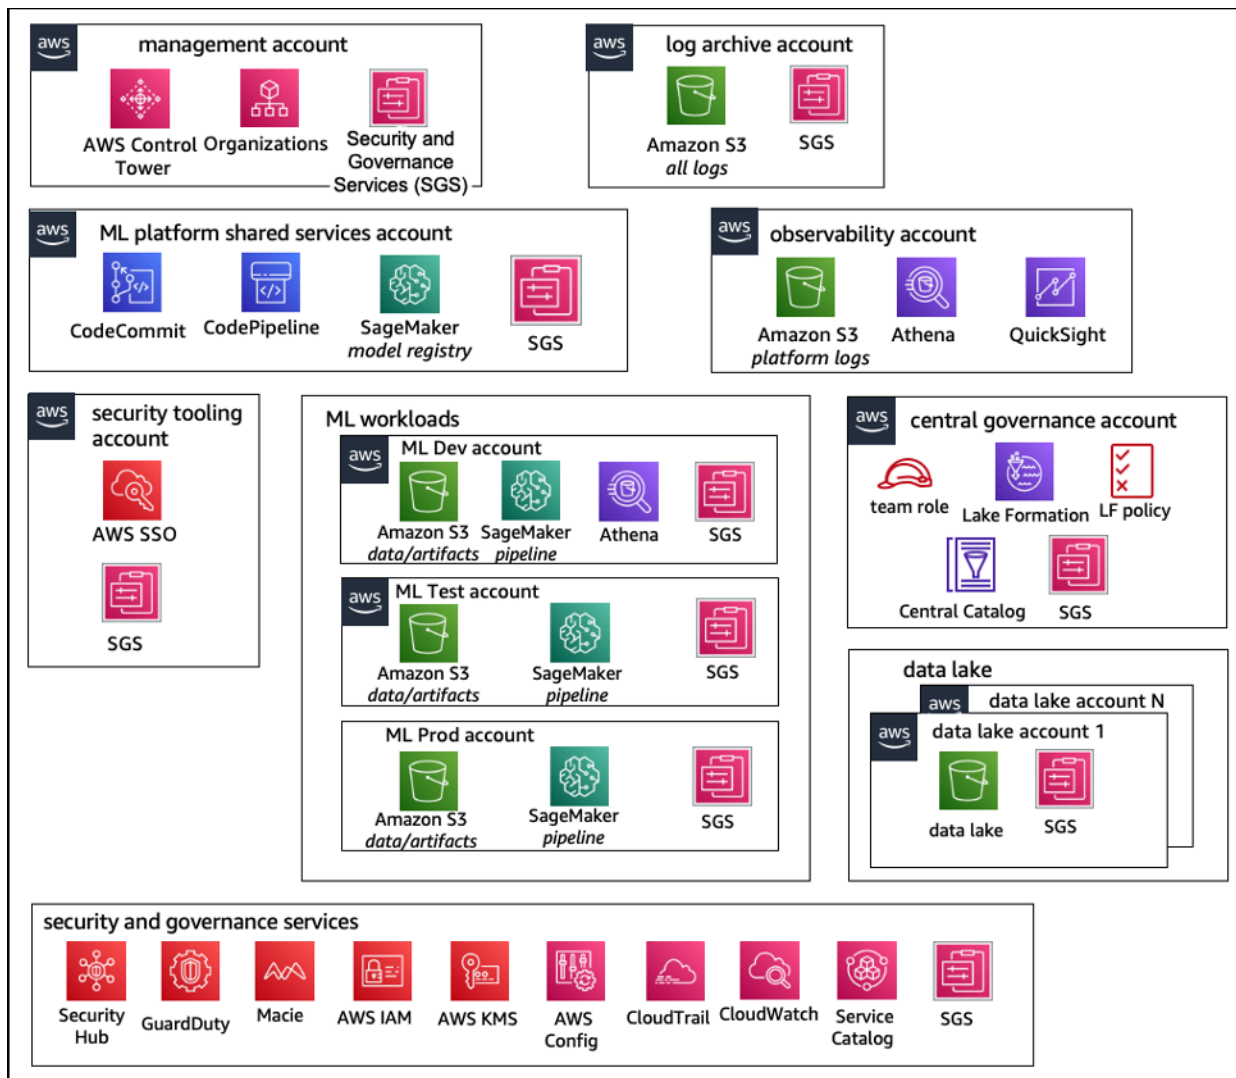 aws
management account
AWS Control
Tower
Organizations
Security and
Governance
Services (SGS)
aws
log archive account
Amazon S3
all logs
SGS
aws
ML platform shared services account
CodeCommit
CodePipeline
SageMaker
model registry
SGS
aws
observability account
Amazon S3
platform logs
Athena
QuickSight
aws
security tooling
account
AWS SSO
SGS
ML workloads
aws
ML Dev account
Amazon S3
data/artifacts
SageMaker
pipeline
Athena
SGS
aws
ML Test account
Amazon S3
data/artifacts
SageMaker
pipeline
SGS
ML Prod account
Amazon S3
data/artifacts
SageMaker
pipeline
SGS
aws
central governance account
team role
Lake Formation
LF policy
Central Catalog
SGS
data lake
aws
data lake account N
aws
data lake account 1
data lake
SGS
security and governance services
Security
Hub
GuardDuty
Macie
AWS IAM
AWS KMS
AWS
Config
CloudTrail
CloudWatch
Service
Catalog
SGS